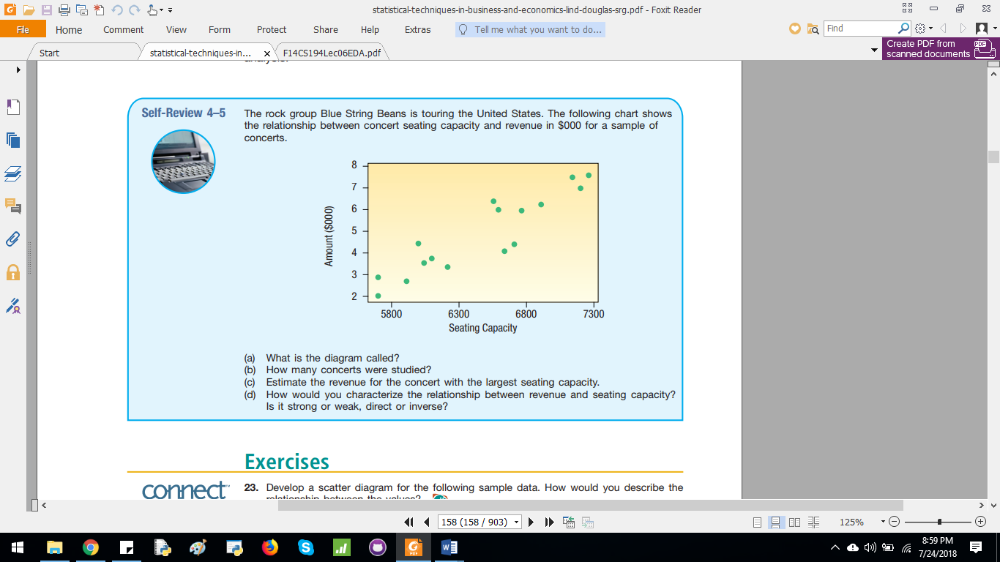 statistical-techniques-in-business-and-economics-lind-douglas-srg.pdf - Foxit Reader
File Home Comment View Form Protect Share Help Extras Tell me what you want to do... Find
Start statistical-techniques-in... F14CS194Lec06EDA.pdf
Create PDF from
scanned documents
Self-Review 4–5
The rock group Blue String Beans is touring the United States. The following chart shows
the relationship between concert seating capacity and revenue in $000 for a sample of
concerts.
8
7
6
5
4
3
2
Amount ($000)
5800 6300 6800 7300
Seating Capacity
(a) What is the diagram called?
(b) How many concerts were studied?
(c) Estimate the revenue for the concert with the largest seating capacity.
(d) How would you characterize the relationship between revenue and seating capacity?
Is it strong or weak, direct or inverse?
Exercises
connect
23. Develop a scatter diagram for the following sample data. How would you describe the
relationship between the values?
158 (158 / 903)
125%
8:59 PM
7/24/2018